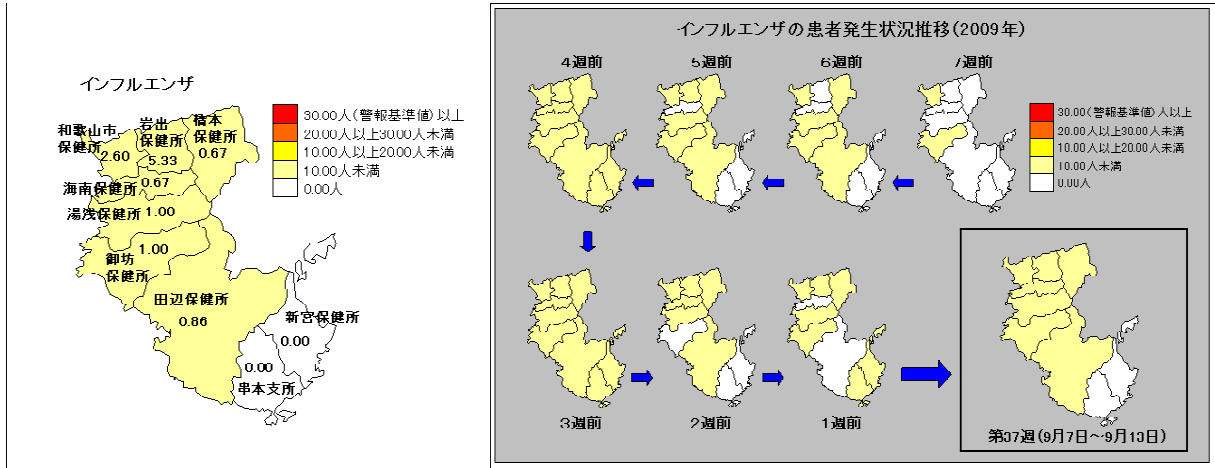 インフルエンザ
30.00人(警報基準値)以上
20.00人以上30.00人未満
10.00人以上20.00人未満
10.00人未満
0.00人
和歌山市
保健所
2.60
岩出
保健所
5.33
橋本
保健所
0.67
海南保健所
0.67
湯浅保健所
1.00
御坊
保健所
1.00
田辺保健所
0.86
新宮保健所
0.00
0.00
串本支所
インフルエンザの患者発生状況推移(2009年)
4週前
5週前
6週前
7週前
30.00(警報基準値)人以上
20.00人以上30.00人未満
10.00人以上20.00人未満
10.00人未満
0.00人
3週前
2週前
1週前
第37週(9月7日~9月13日)